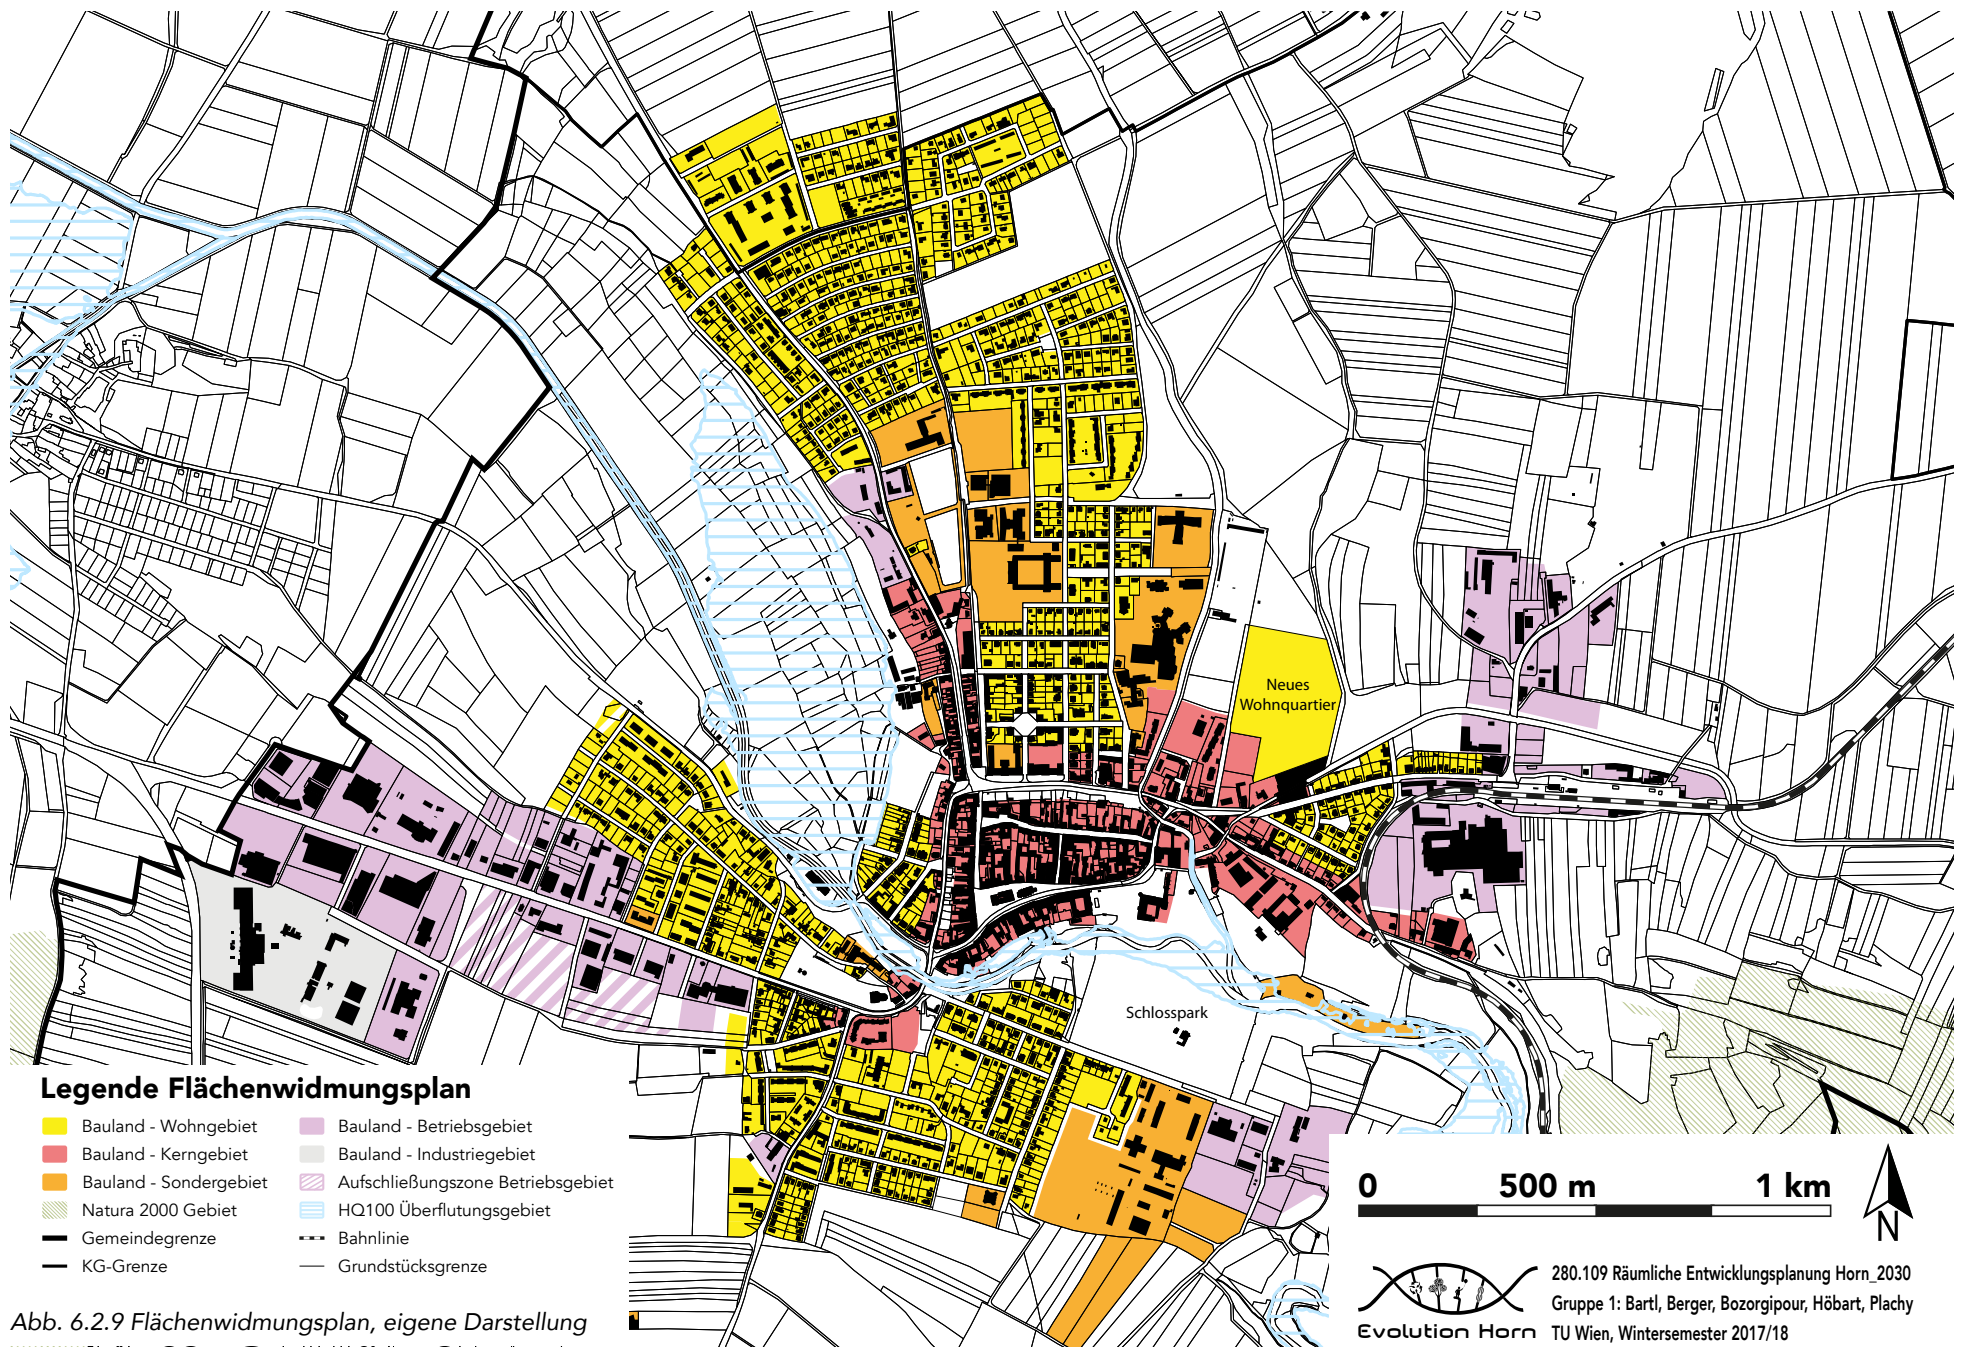 Neues
Wohnquartier
Schlosspark
Legende Flächenwidmungsplan
Bauland - Wohngebiet
Bauland - Kerngebiet
Bauland - Sondergebiet
Natura 2000 Gebiet
Gemeindegrenze
KG-Grenze
Bauland - Betriebsgebiet
Bauland - Industriegebiet
Aufschließungszone Betriebsgebiet
HQ100 Überflutungsgebiet
Bahnlinie
Grundstücksgrenze
Abb. 6.2.9 Flächenwidmungsplan, eigene Darstellung
0 500 m 1 km
N
Evolution Horn
280.109 Räumliche Entwicklungsplanung Horn_2030
Gruppe 1: Bartl, Berger, Bozorgipour, Höbart, Plachy
TU Wien, Wintersemester 2017/18